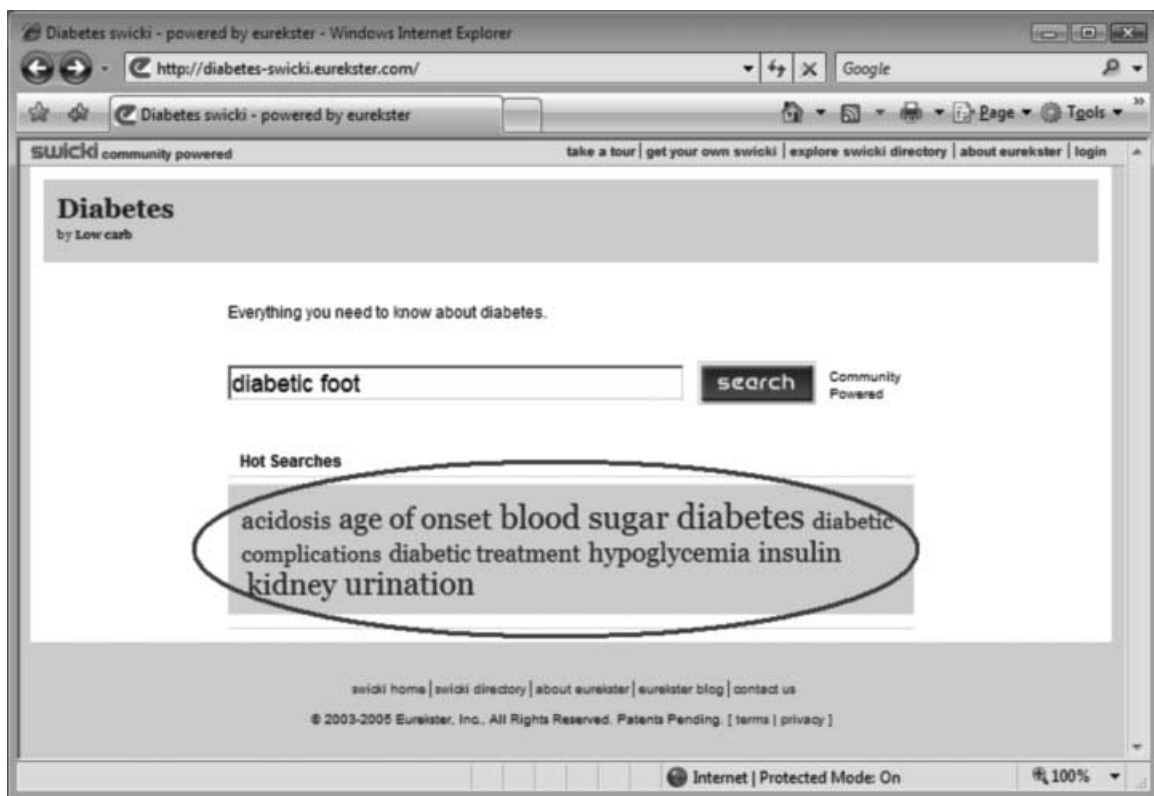 Diabetes swicki - powered by eurekster - Windows Internet Explorer
http://diabetes-swicki.eurekster.com/
Google
Diabetes swicki - powered by eurekster
Page
Tools
swicki community powered
take a tour | get your own swicki | explore swicki directory | about eurekster | login
Diabetes
by Low carb
Everything you need to know about diabetes.
diabetic foot
search
Community
Powered
Hot Searches
acidosis age of onset blood sugar diabetes diabetic
complications diabetic treatment hypoglycemia insulin
kidney urination
swicki home | swicki directory | about eurekster | eurekster blog | contact us
© 2003-2005 Eurekster, Inc., All Rights Reserved. Patents Pending. [ terms | privacy ]
Internet | Protected Mode: On
100%